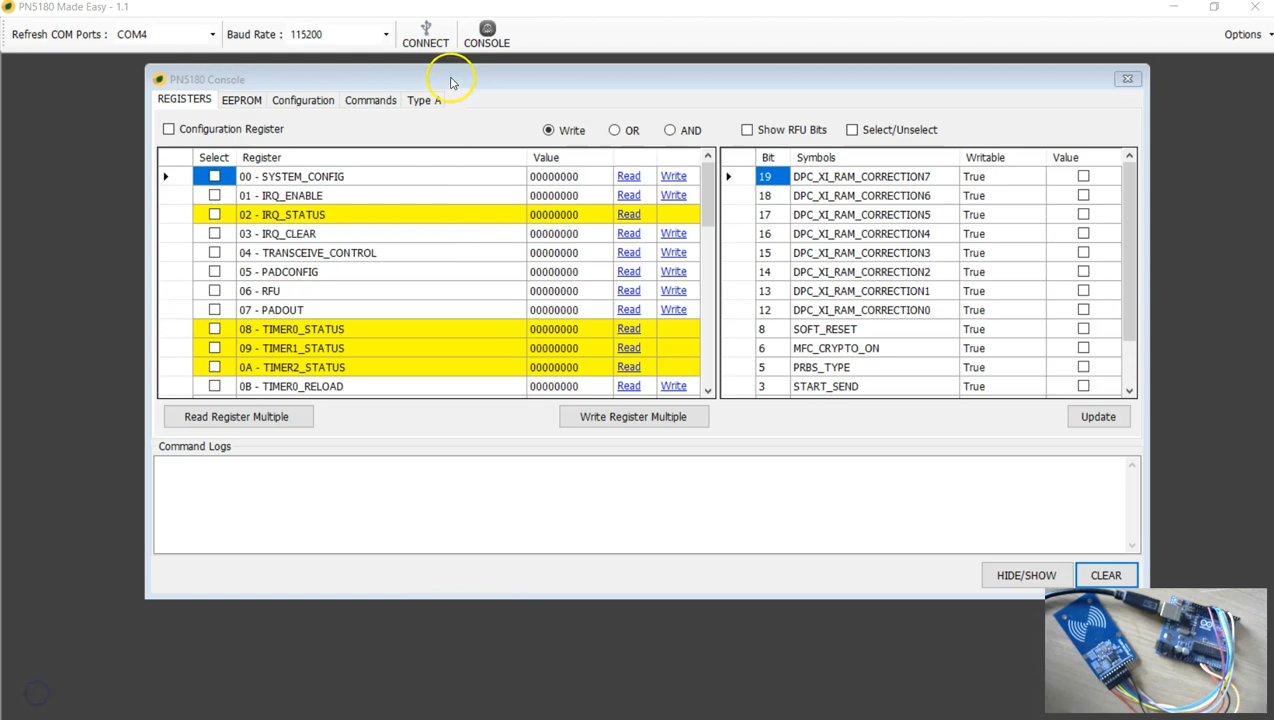 PN5180 Made Easy - 1.1
Refresh COM Ports : COM4 Baud Rate : 115200 CONNECT CONSOLE Options
PN5180 Console
REGISTERS EEPROM Configuration Commands Type A
Configuration Register Write OR AND Show RFU Bits Select/Unselect
Select Register Value Bit Symbols Writable Value
00 - SYSTEM_CONFIG 00000000 Read Write 19 DPC_XI_RAM_CORRECTION7 True
01 - IRQ_ENABLE 00000000 Read Write 18 DPC_XI_RAM_CORRECTION6 True
02 - IRQ_STATUS 00000000 Read 17 DPC_XI_RAM_CORRECTION5 True
03 - IRQ_CLEAR 00000000 Read Write 16 DPC_XI_RAM_CORRECTION4 True
04 - TRANSCEIVE_CONTROL 00000000 Read Write 15 DPC_XI_RAM_CORRECTION3 True
05 - PADCONFIG 00000000 Read Write 14 DPC_XI_RAM_CORRECTION2 True
06 - RFU 00000000 Read Write 13 DPC_XI_RAM_CORRECTION1 True
07 - PADOUT 00000000 Read Write 12 DPC_XI_RAM_CORRECTION0 True
08 - TIMER0_STATUS 00000000 Read 8 SOFT_RESET True
09 - TIMER1_STATUS 00000000 Read 6 MFC_CRYPTO_ON True
0A - TIMER2_STATUS 00000000 Read 5 PRBS_TYPE True
0B - TIMER0_RELOAD 00000000 Read Write 3 START_SEND True
Read Register Multiple Write Register Multiple Update
Command Logs
HIDE/SHOW CLEAR